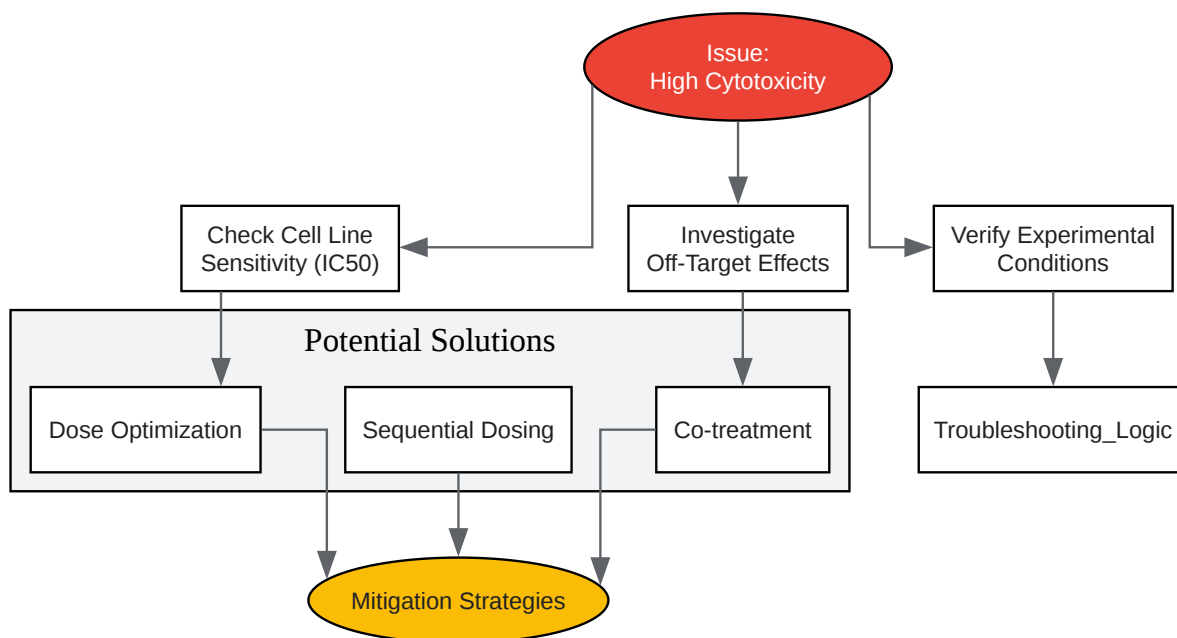 Issue:
High Cytotoxicity
Check Cell Line
Sensitivity (IC50)
Investigate
Off-Target Effects
Verify Experimental
Conditions
Potential Solutions
Dose Optimization
Sequential Dosing
Co-treatment
Troubleshooting_Logic
Mitigation Strategies